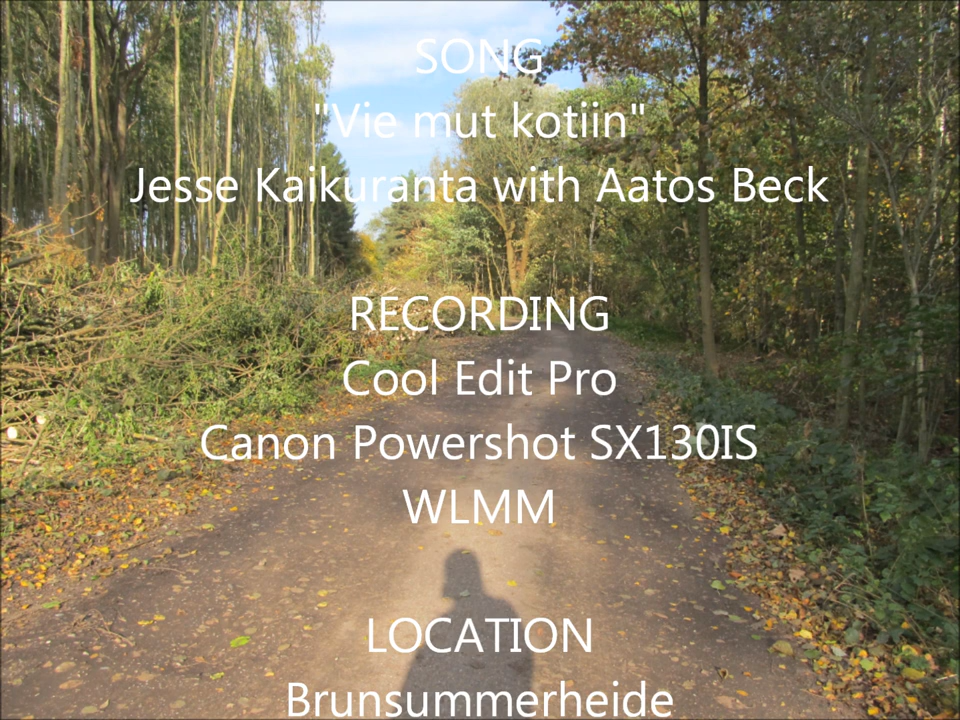 SONG
"Vie mut kotiin"
Jesse Kaikuranta with Aatos Beck
RECORDING
Cool Edit Pro
Canon Powershot SX130IS
WLMM
LOCATION
Brunsummerheide